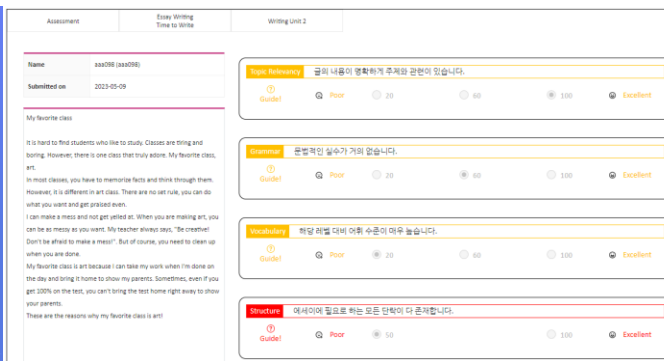 Assessment
Essay Writing
Time to Write
Writing Unit 2
Name
aaa098 (aaa098)
Submitted on
2023-05-09
My favorite class
It is hard to find students who like to study. Classes are tiring and
boring. However, there is one class that truly adore. My favorite class,
art.
In most classes, you have to memorize facts and think through them.
However, it is different in art class. There are no set rule, you can do
what you want and get praised even.
I can make a mess and not get yelled at. When you are making art, you
can be as messy as you want. My teacher always says, "Be creative!
Don't be afraid to make a mess!". But of course, you need to clean up
when you are done.
My favorite class is art because I can take my work when I'm done on
the day and bring it home to show my parents. Sometimes, even if you
get 100% on the test, you can't bring the test home right away to show
your parents.
These are the reasons why my favorite class is art!
Topic Relevancy 글의 내용이 명확하게 주제와 관련이 있습니다.
Guide! Poor 20 60 100 Excellent
Grammar 문법적인 실수가 거의 없습니다.
Guide! Poor 20 60 100 Excellent
Vocabulary 해당 레벨 대비 어휘 수준이 매우 높습니다.
Guide! Poor 20 60 100 Excellent
Structure 에세이에 필요로 하는 모든 단락이 다 존재합니다.
Guide! Poor 50 100 Excellent